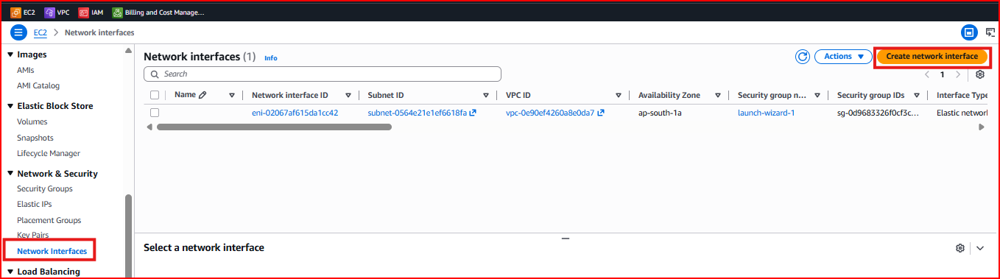 EC2 VPC IAM Billing and Cost Manage...
EC2 > Network interfaces
Images
AMIs
AMI Catalog
Elastic Block Store
Volumes
Snapshots
Lifecycle Manager
Network & Security
Security Groups
Elastic IPs
Placement Groups
Key Pairs
Network Interfaces
Load Balancing
Network interfaces (1) Info
Actions
Create network interface
Search
1
Name Network interface ID Subnet ID VPC ID Availability Zone Security group n... Security group IDs Interface Type
eni-02067af615da1cc42 subnet-0564e21e1ef6618fa vpc-0e90ef4260a8e0da7 ap-south-1a launch-wizard-1 sg-0d9683326f0cf3c... Elastic network
Select a network interface